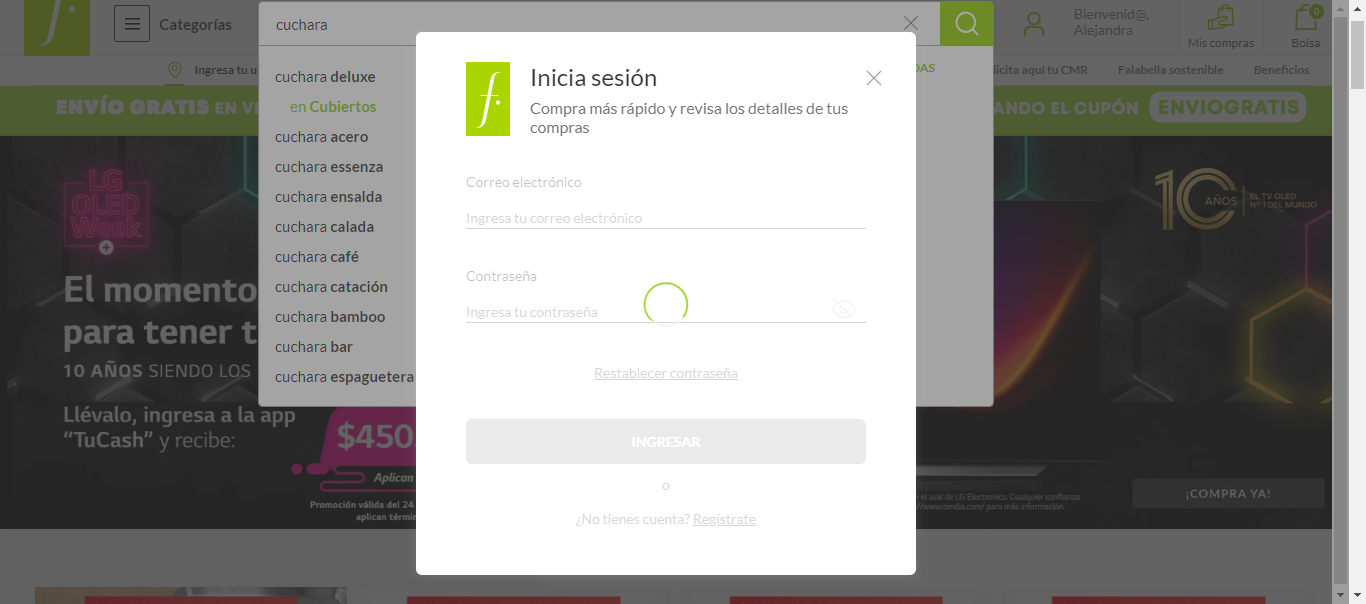 Categorías
cuchara
Bienvenid@,
Alejandra
Mis compras
0
Bolsa
Ingresa tu u
DAS
licita aquí tu CMR
Falabella sostenible
Beneficios
ENVÍO GRATIS EN VE
ANDO EL CUPÓN ENVIOGRATIS
cuchara deluxe
en Cubiertos
cuchara acero
cuchara essenza
cuchara ensalda
cuchara calada
cuchara café
cuchara catación
cuchara bamboo
cuchara bar
cuchara espaguetera
Inicia sesión
Compra más rápido y revisa los detalles de tus
compras
Correo electrónico
Ingresa tu correo electrónico
Contraseña
Ingresa tu contraseña
Restablecer contraseña
INGRESAR
o
¿No tienes cuenta? Regístrate
LG
OLED
Week
El momento
para tener t
10 AÑOS SIENDO LOS
Llévalo, ingresa a la app
“TuCash” y recibe:
$450
Aplican
Promoción válida del 24
aplican términ
10 AÑOS
EL TV OLED
N° 1 DEL MUNDO
n el aval de LG Electronics. Cualquier confianza
//www.omdia.com/ para más información.
¡COMPRA YA!